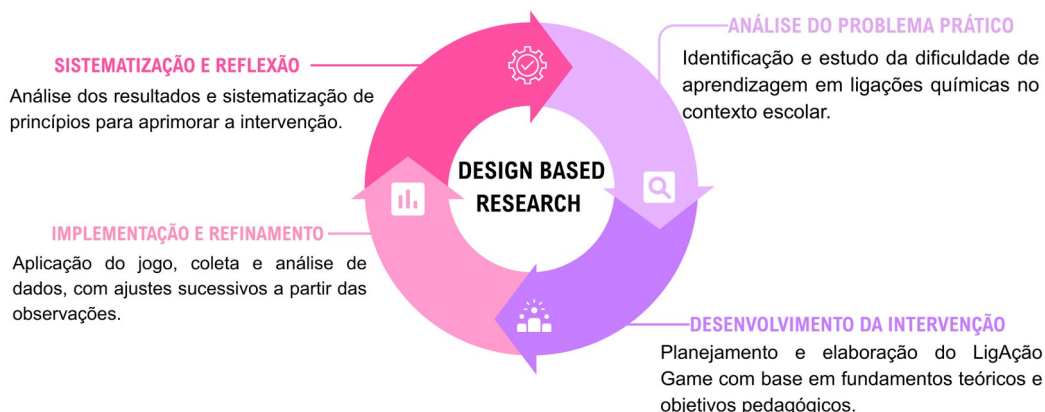 ANÁLISE DO PROBLEMA PRÁTICO
Identificação e estudo da dificuldade de
aprendizagem em ligações químicas no
contexto escolar.
SISTEMATIZAÇÃO E REFLEXÃO
Análise dos resultados e sistematização de
princípios para aprimorar a intervenção.
DESIGN BASED
RESEARCH
IMPLEMENTAÇÃO E REFINAMENTO
Aplicação do jogo, coleta e análise de
dados, com ajustes sucessivos a partir das
observações.
DESENVOLVIMENTO DA INTERVENÇÃO
Planejamento e elaboração do LigAção
Game com base em fundamentos teóricos e
objetivos pedagógicos.